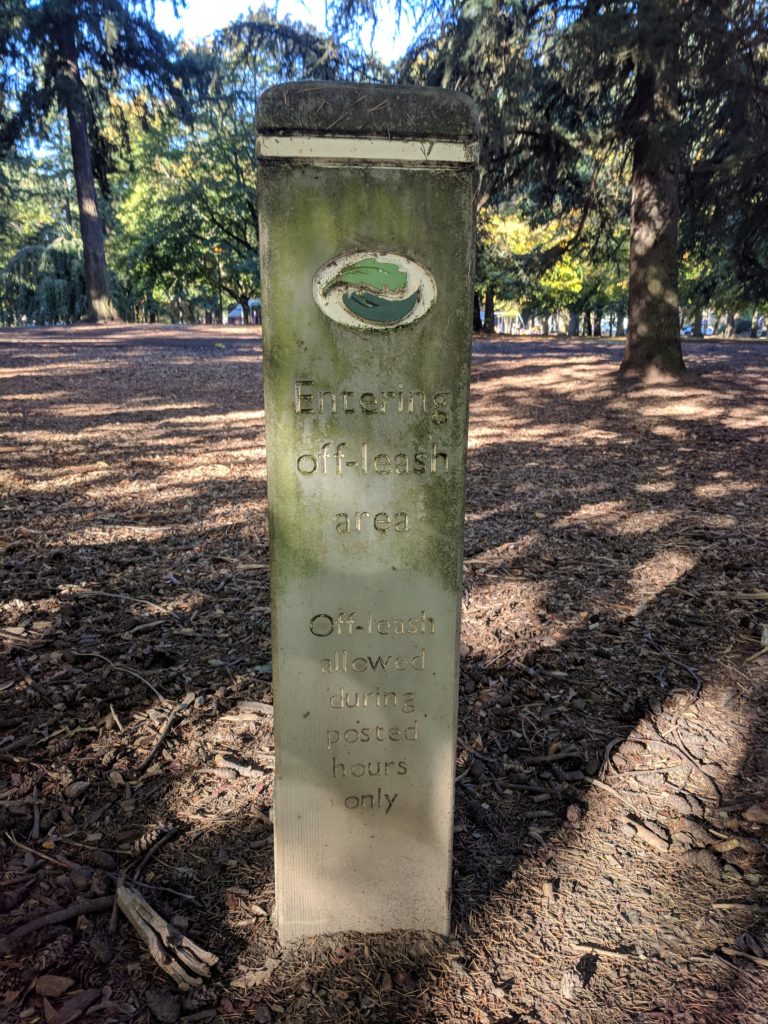 Entering
off-leash
area
Off-leash
allowed
during
posted
hours
only